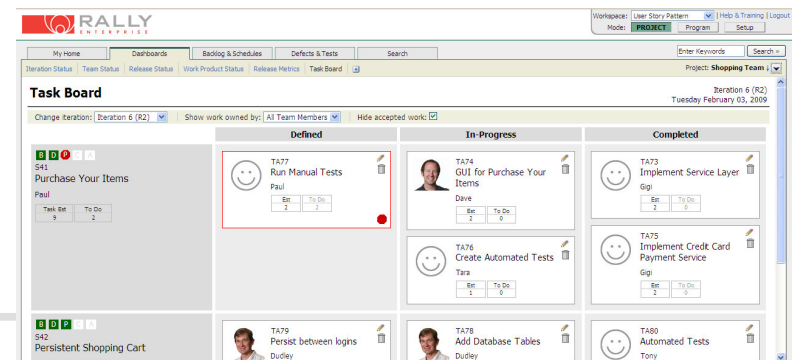 RALLY
ENTERPRISE
Workspace: User Story Pattern | Help & Training | Logout
Mode: PROJECT Program Setup
My Home Dashboards Backlog & Schedules Defects & Tests Search
Enter Keywords Search »
Iteration Status Team Status Release Status Work Product Status Release Metrics Task Board
Project: Shopping Team
Task Board
Iteration 6 (R2)
Tuesday February 03, 2009
Change iteration: Iteration 6 (R2) Show work owned by: All Team Members Hide accepted work:
Defined In-Progress Completed
B D P C A
S41
Purchase Your Items
Paul
Task Est To Do
9 2
TA77
Run Manual Tests
Paul
Est To Do
2 2
TA74
GUI for Purchase Your
Items
Dave
Est To Do
2 0
TA76
Create Automated Tests
Tara
Est To Do
1 0
TA73
Implement Service Layer
Gigi
Est To Do
2 0
TA75
Implement Credit Card
Payment Service
Gigi
Est To Do
2 0
B D P C A
S42
Persistent Shopping Cart
TA79
Persist between logins
Dudley
TA78
Add Database Tables
Dudley
TA80
Automated Tests
Tony